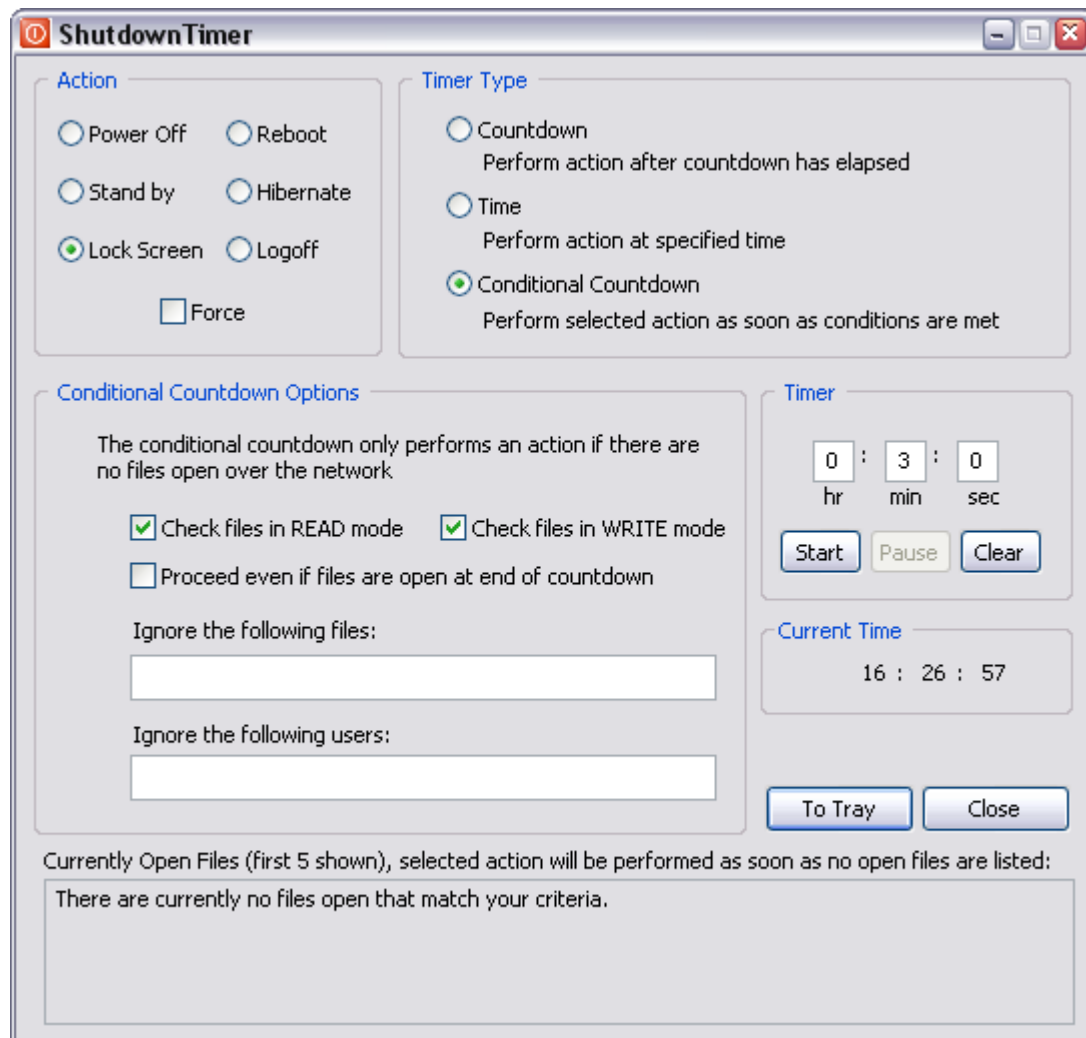 ShutdownTimer
Action
Power Off
Reboot
Stand by
Hibernate
Lock Screen
Logoff
Force
Timer Type
Countdown
Perform action after countdown has elapsed
Time
Perform action at specified time
Conditional Countdown
Perform selected action as soon as conditions are met
Conditional Countdown Options
The conditional countdown only performs an action if there are
no files open over the network
Check files in READ mode
Check files in WRITE mode
Proceed even if files are open at end of countdown
Ignore the following files:
Ignore the following users:
Timer
0 : 3 : 0
hr min sec
Start Pause Clear
Current Time
16 : 26 : 57
To Tray Close
Currently Open Files (first 5 shown), selected action will be performed as soon as no open files are listed:
There are currently no files open that match your criteria.